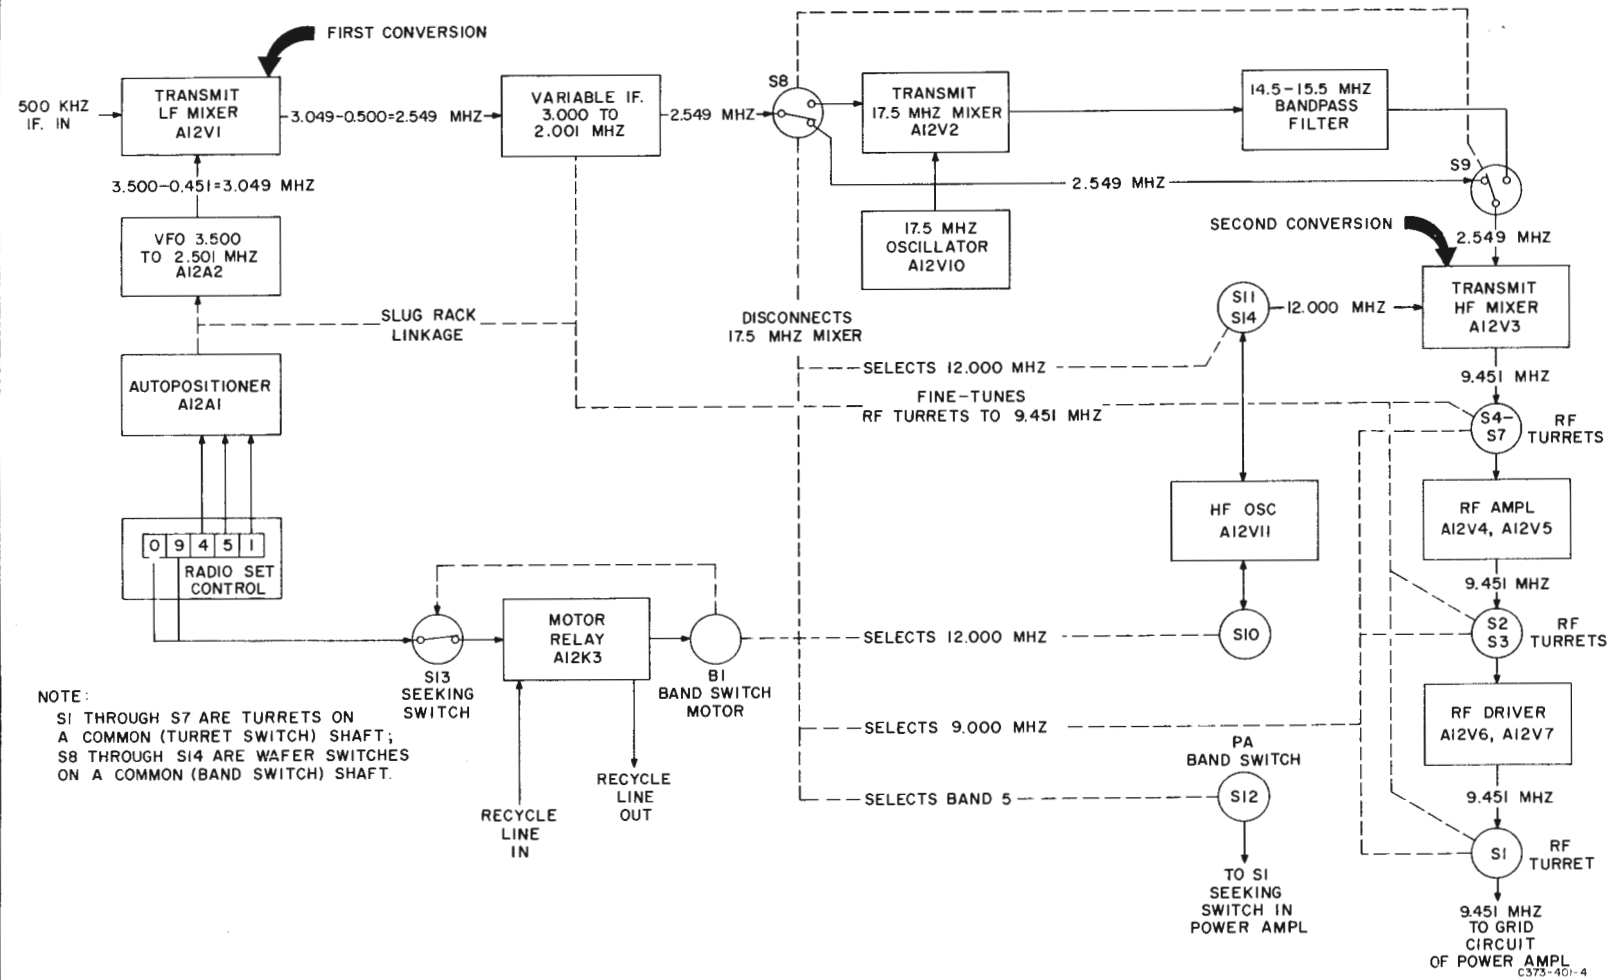 FIRST CONVERSION
500 KHZ
IF. IN
TRANSMIT
LF MIXER
A12V1
3.049-0.500=2.549 MHZ
VARIABLE IF.
3.000 TO
2.001 MHZ
2.549 MHZ
S8
TRANSMIT
17.5 MHZ MIXER
A12V2
14.5-15.5 MHZ
BANDPASS
FILTER
S9
3.500-0.451=3.049 MHZ
2.549 MHZ
VFO 3.500
TO 2.501 MHZ
A12A2
17.5 MHZ
OSCILLATOR
A12V10
SECOND CONVERSION
2.549 MHZ
TRANSMIT
HF MIXER
A12V3
S11
S14
12.000 MHZ
SLUG RACK
LINKAGE
DISCONNECTS
17.5 MHZ MIXER
SELECTS 12.000 MHZ
9.451 MHZ
AUTOPOSITIONER
A12A1
FINE-TUNES
RF TURRETS TO 9.451 MHZ
S4-
S7
RF
TURRETS
HF OSC
A12V11
RF AMPL
A12V4, A12V5
0 9 4 5 1
RADIO SET
CONTROL
9.451 MHZ
S13
SEEKING
SWITCH
MOTOR
RELAY
A12K3
B1
BAND SWITCH
MOTOR
SELECTS 12.000 MHZ
S10
S2
S3
RF
TURRETS
NOTE:
S1 THROUGH S7 ARE TURRETS ON
A COMMON (TURRET SWITCH) SHAFT;
S8 THROUGH S14 ARE WAFER SWITCHES
ON A COMMON (BAND SWITCH) SHAFT.
SELECTS 9.000 MHZ
RF DRIVER
A12V6, A12V7
PA
BAND SWITCH
RECYCLE
LINE
OUT
RECYCLE
LINE
IN
SELECTS BAND 5
S12
9.451 MHZ
S1
RF
TURRET
TO S1
SEEKING
SWITCH IN
POWER AMPL
9.451 MHZ
TO GRID
CIRCUIT
OF POWER AMPL
C373-401-4